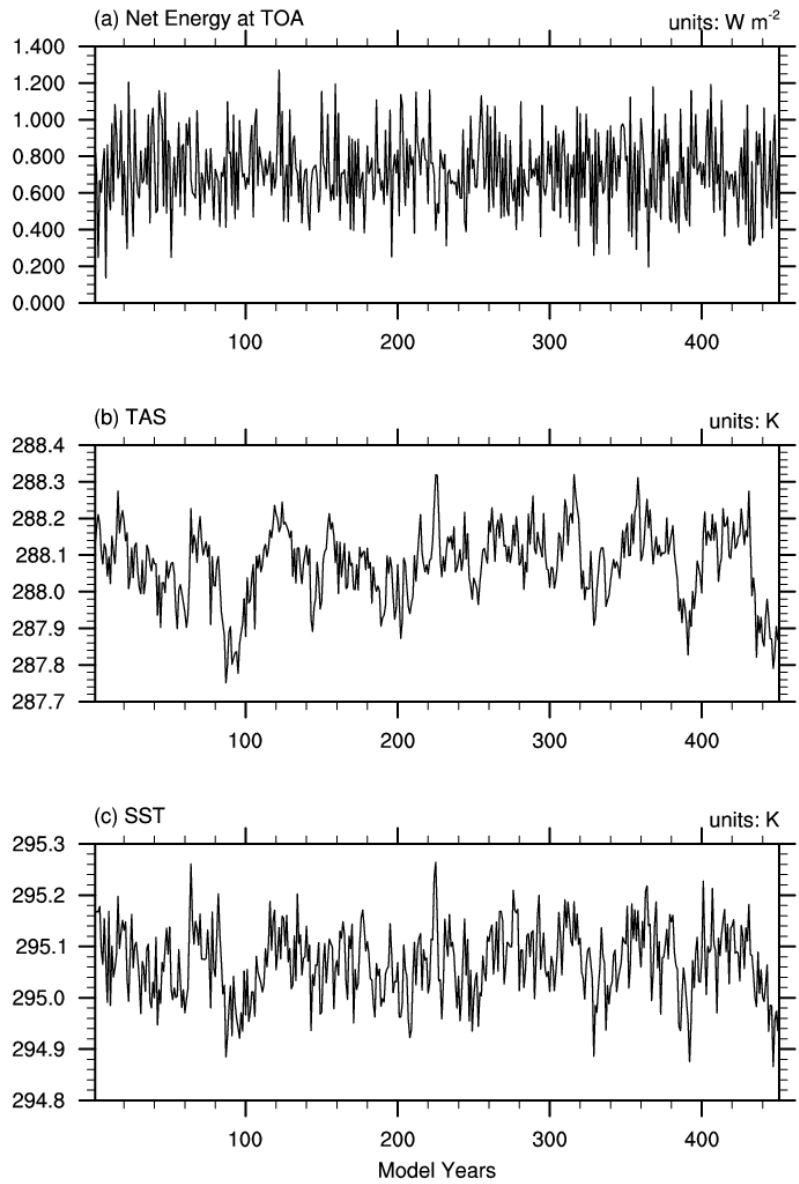 (a) Net Energy at TOA
units: W m⁻²
1.400
1.200
1.000
0.800
0.600
0.400
0.200
0.000
100 200 300 400
(b) TAS
units: K
288.4
288.3
288.2
288.1
288.0
287.9
287.8
287.7
100 200 300 400
(c) SST
units: K
295.3
295.2
295.1
295.0
294.9
294.8
100 200 300 400
Model Years